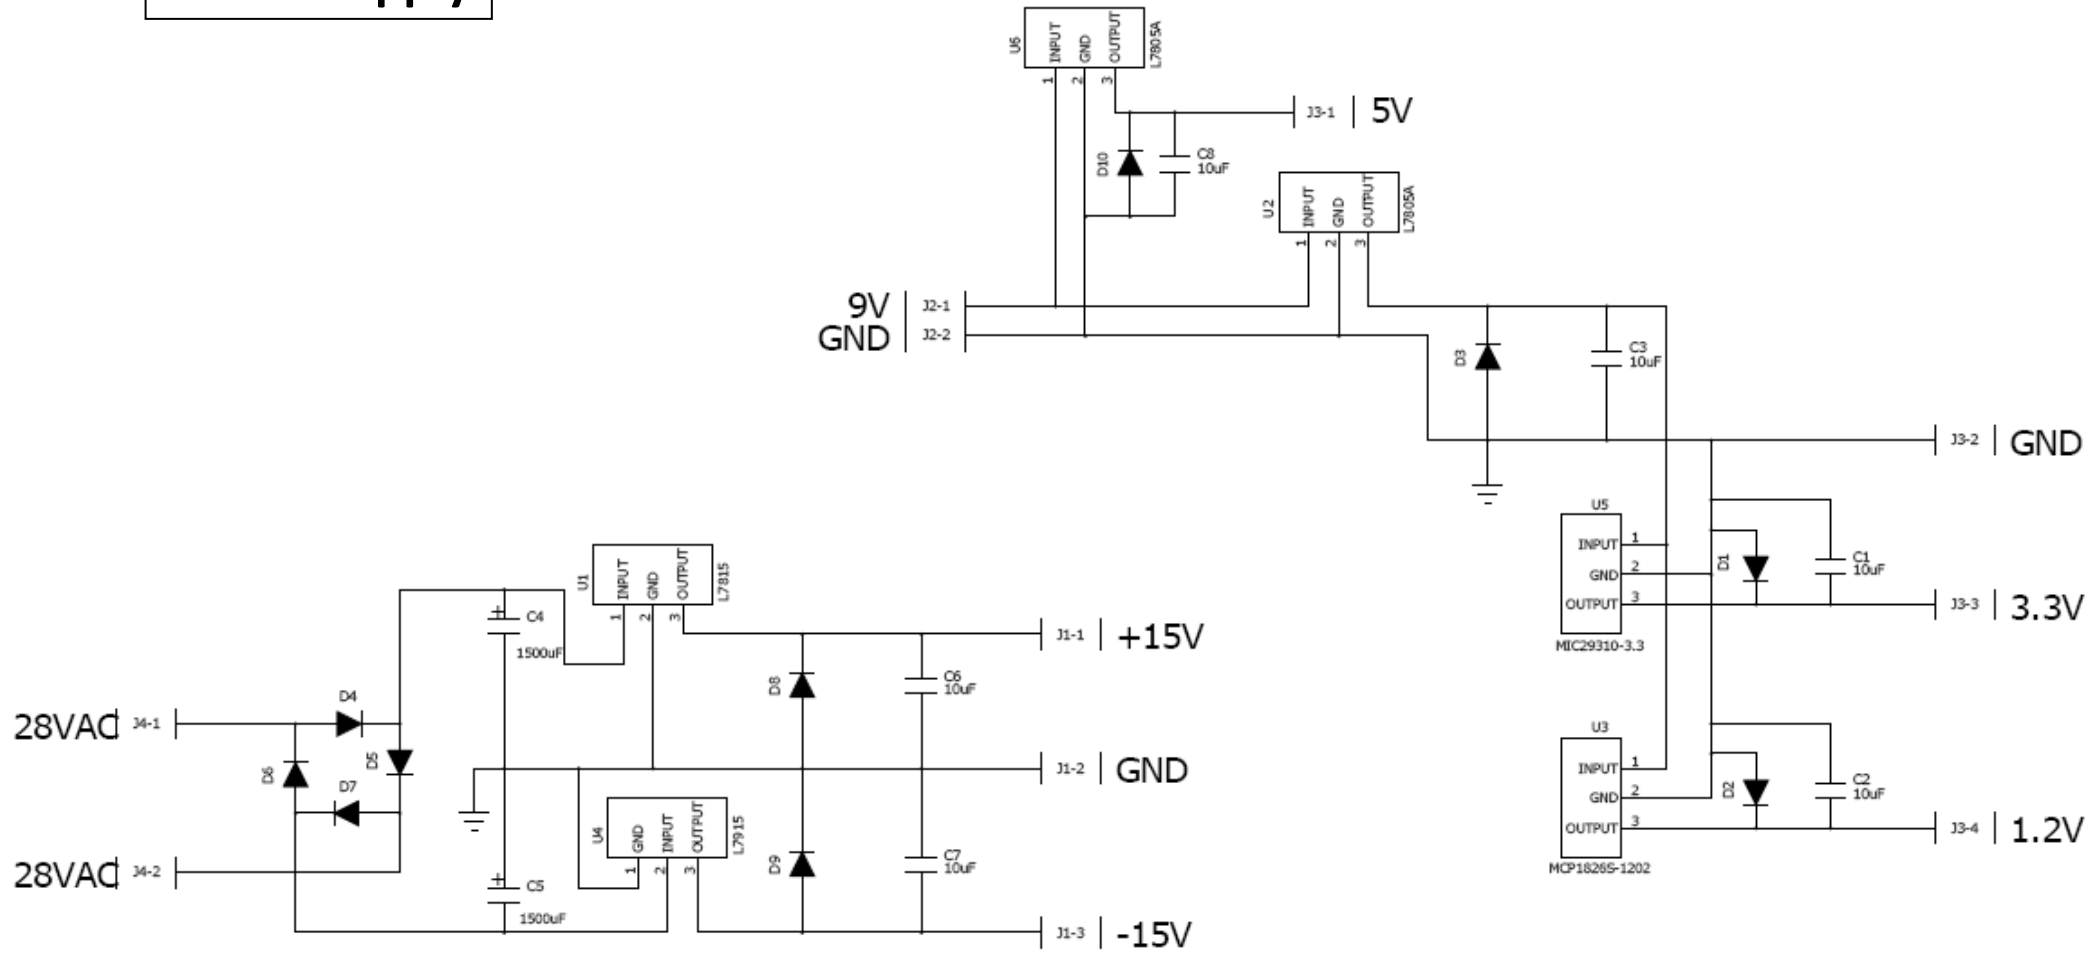 U6
INPUT
GND
OUTPUT
L7805A
1
2
3
J3-1
5V
D10
C8
10uF
U2
INPUT
GND
OUTPUT
L7805A
1
2
3
9V
J2-1
GND
J2-2
D3
C3
10uF
J3-2
GND
U5
INPUT
1
GND
2
OUTPUT
3
MIC29310-3.3
D1
C1
10uF
J3-3
3.3V
U1
INPUT
GND
OUTPUT
L7815
1
2
3
C4
1500uF
J1-1
+15V
D8
C6
10uF
28VAC
J4-1
D4
D5
D6
D7
28VAC
J4-2
J1-2
GND
U4
GND
INPUT
OUTPUT
L7915
1
2
3
C5
1500uF
D9
C7
10uF
J1-3
-15V
U3
INPUT
1
GND
2
OUTPUT
3
MCP1826S-1202
D2
C2
10uF
J3-4
1.2V